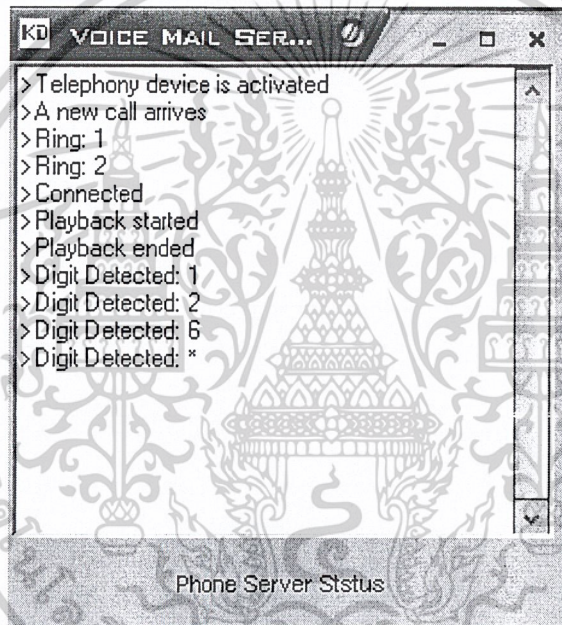 KD VOICE MAIL SER...
>Telephony device is activated
>A new call arrives
>Ring: 1
>Ring: 2
>Connected
>Playback started
>Playback ended
>Digit Detected: 1
>Digit Detected: 2
>Digit Detected: 6
>Digit Detected: *
Phone Server Ststus